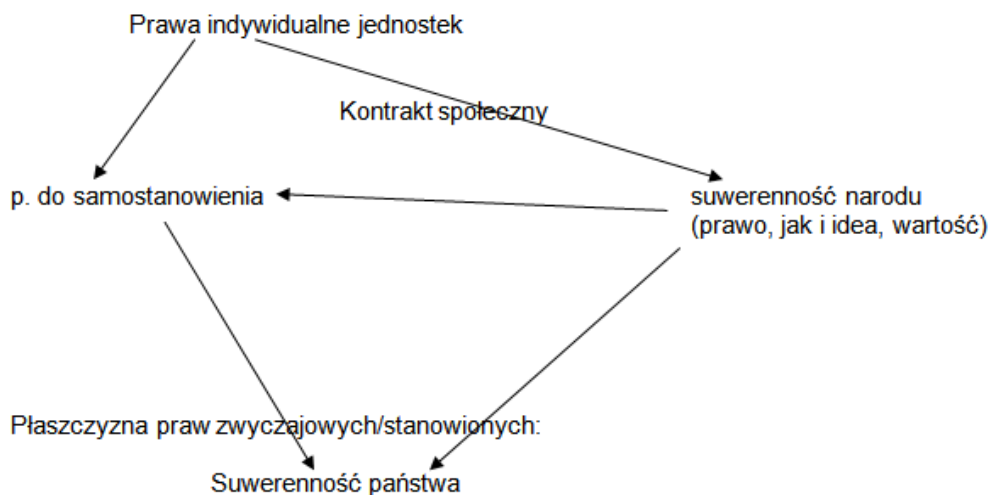 Prawa indywidualne jednostek
Kontrakt społeczny
p. do samostanowienia
suwerenność narodu
(prawo, jak i idea, wartość)
Płaszczyzna praw zwyczajowych/stanowionych:
Suwerenność państwa